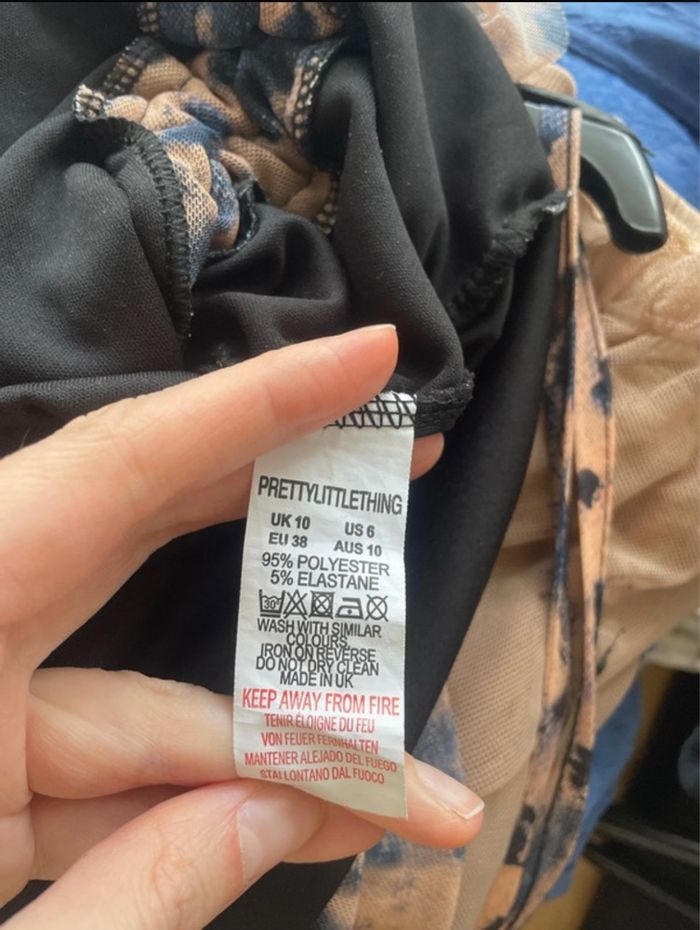 PRETTYLITTLETHING
UK 10 US 6
EU 38 AUS 10
95% POLYESTER
5% ELASTANE
30°
WASH WITH SIMILAR
COLOURS
IRON ON REVERSE
DO NOT DRY CLEAN
MADE IN UK
KEEP AWAY FROM FIRE
TENIR ÉLOIGNE DU FEU
VON FEUER FERNHALTEN
MANTENER ALEJADO DEL FUEGO
STAI LONTANO DAL FUOCO